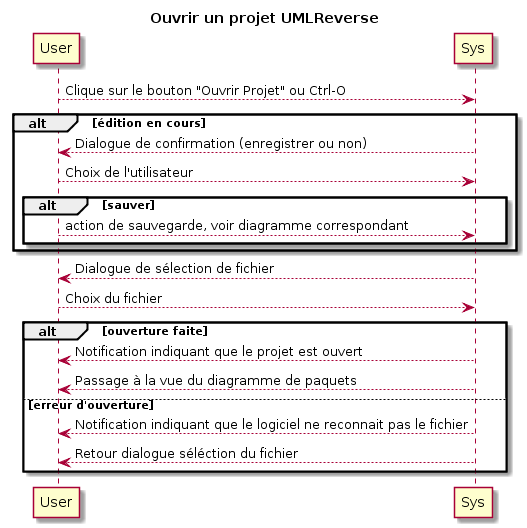 Ouvrir un projet UMLReverse
User
Sys
Clique sur le bouton "Ouvrir Projet" ou Ctrl-O
alt [édition en cours]
Dialogue de confirmation (enregistrer ou non)
Choix de l'utilisateur
alt [sauver]
action de sauvegarde, voir diagramme correspondant
Dialogue de sélection de fichier
Choix du fichier
alt [ouverture faite]
Notification indiquant que le projet est ouvert
Passage à la vue du diagramme de paquets
[erreur d'ouverture]
Notification indiquant que le logiciel ne reconnait pas le fichier
Retour dialogue séléction du fichier
User
Sys